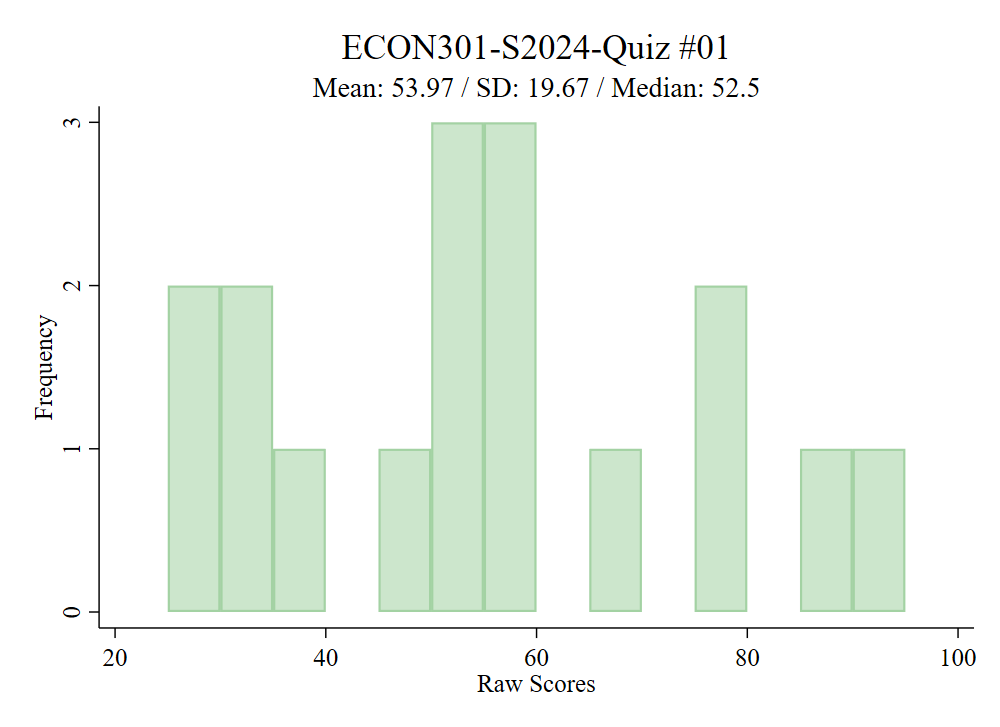 ECON301-S2024-Quiz #01
Mean: 53.97 / SD: 19.67 / Median: 52.5
3
2
1
0
Frequency
20 40 60 80 100
Raw Scores